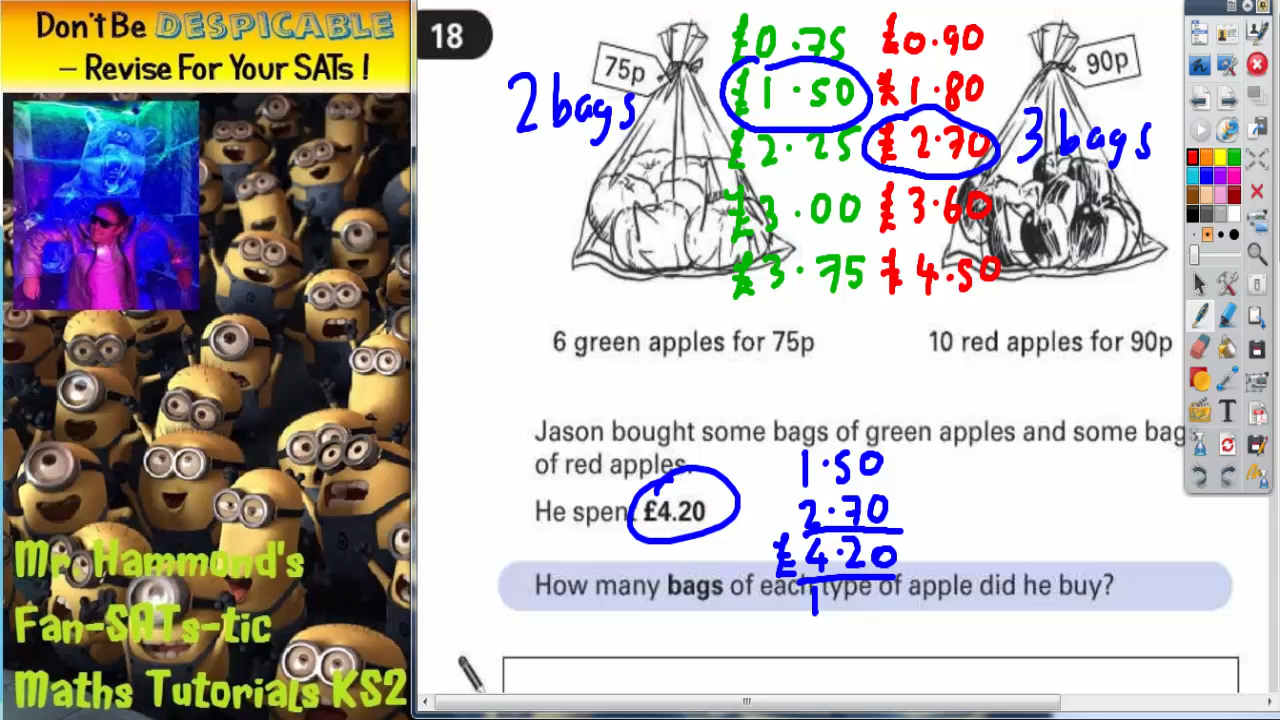 Don't Be DESPICABLE
– Revise For Your SATs !
Mr Hammond's
Fan-SATs-tic
Maths Tutorials KS2
18
75p
90p
2 bags
3 bags
£0.75
£1.50
£2.25
£3.00
£3.75
£0.90
£1.80
£2.70
£3.60
£4.50
6 green apples for 75p
10 red apples for 90p
Jason bought some bags of green apples and some bag
of red apples.
He spent £4.20
1.50
2.70
£4.20
1
How many bags of each type of apple did he buy?
T